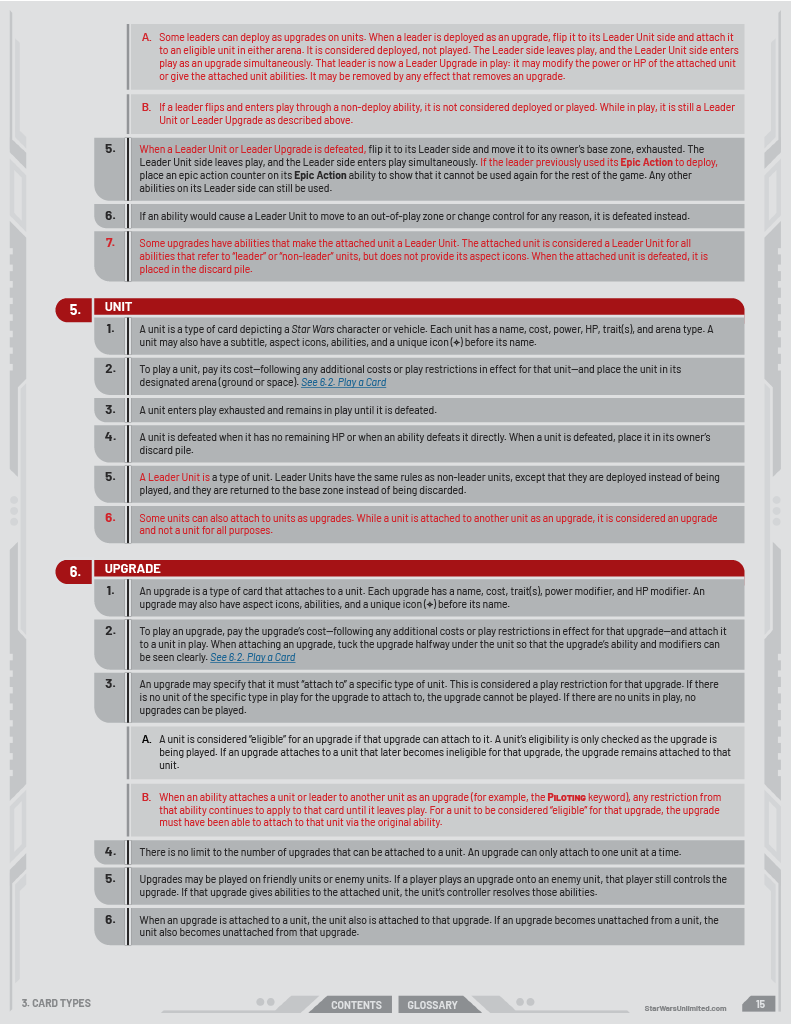 A. Some leaders can deploy as upgrades on units. When a leader is deployed as an upgrade, flip it to its Leader Unit side and attach it
to an eligible unit in either arena. It is considered deployed, not played. The Leader side leaves play, and the Leader Unit side enters
play as an upgrade simultaneously. That leader is now a Leader Upgrade in play: it may modify the power or HP of the attached unit
or give the attached unit abilities. It may be removed by any effect that removes an upgrade.
B. If a leader flips and enters play through a non-deploy ability, it is not considered deployed or played. While in play, it is still a Leader
Unit or Leader Upgrade as described above.
5. When a Leader Unit or Leader Upgrade is defeated, flip it to its Leader side and move it to its owner's base zone, exhausted. The
Leader Unit side leaves play, and the Leader side enters play simultaneously. If the leader previously used its Epic Action to deploy,
place an epic action counter on its Epic Action ability to show that it cannot be used again for the rest of the game. Any other
abilities on its Leader side can still be used.
6. If an ability would cause a Leader Unit to move to an out-of-play zone or change control for any reason, it is defeated instead.
7. Some upgrades have abilities that make the attached unit a Leader Unit. The attached unit is considered a Leader Unit for all
abilities that refer to "leader" or "non-leader" units, but does not provide its aspect icons. When the attached unit is defeated, it is
placed in the discard pile.
5. UNIT
1. A unit is a type of card depicting a Star Wars character or vehicle. Each unit has a name, cost, power, HP, trait(s), and arena type. A
unit may also have a subtitle, aspect icons, abilities, and a unique icon (✦) before its name.
2. To play a unit, pay its cost—following any additional costs or play restrictions in effect for that unit—and place the unit in its
designated arena (ground or space). See 6.2. Play a Card
3. A unit enters play exhausted and remains in play until it is defeated.
4. A unit is defeated when it has no remaining HP or when an ability defeats it directly. When a unit is defeated, place it in its owner's
discard pile.
5. A Leader Unit is a type of unit. Leader Units have the same rules as non-leader units, except that they are deployed instead of being
played, and they are returned to the base zone instead of being discarded.
6. Some units can also attach to units as upgrades. While a unit is attached to another unit as an upgrade, it is considered an upgrade
and not a unit for all purposes.
6. UPGRADE
1. An upgrade is a type of card that attaches to a unit. Each upgrade has a name, cost, trait(s), power modifier, and HP modifier. An
upgrade may also have aspect icons, abilities, and a unique icon (✦) before its name.
2. To play an upgrade, pay the upgrade's cost—following any additional costs or play restrictions in effect for that upgrade—and attach it
to a unit in play. When attaching an upgrade, tuck the upgrade halfway under the unit so that the upgrade's ability and modifiers can
be seen clearly. See 6.2. Play a Card
3. An upgrade may specify that it must "attach to" a specific type of unit. This is considered a play restriction for that upgrade. If there
is no unit of the specific type in play for the upgrade to attach to, the upgrade cannot be played. If there are no units in play, no
upgrades can be played.
A. A unit is considered "eligible" for an upgrade if that upgrade can attach to it. A unit's eligibility is only checked as the upgrade is
being played. If an upgrade attaches to a unit that later becomes ineligible for that upgrade, the upgrade remains attached to that
unit.
B. When an ability attaches a unit or leader to another unit as an upgrade (for example, the PILOTING keyword), any restriction from
that ability continues to apply to that card until it leaves play. For a unit to be considered "eligible" for that upgrade, the upgrade
must have been able to attach to that unit via the original ability.
4. There is no limit to the number of upgrades that can be attached to a unit. An upgrade can only attach to one unit at a time.
5. Upgrades may be played on friendly units or enemy units. If a player plays an upgrade onto an enemy unit, that player still controls the
upgrade. If that upgrade gives abilities to the attached unit, the unit's controller resolves those abilities.
6. When an upgrade is attached to a unit, the unit also is attached to that upgrade. If an upgrade becomes unattached from a unit, the
unit also becomes unattached from that upgrade.
3. CARD TYPES
CONTENTS
GLOSSARY
StarWarsUnlimited.com
15